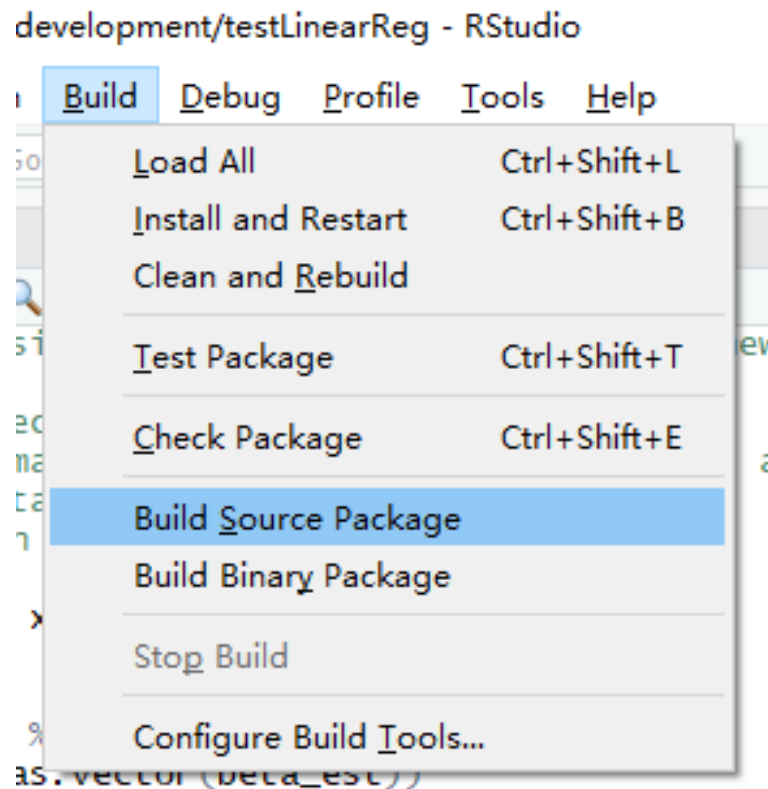 development/testLinearReg - RStudio
Build Debug Profile Tools Help
Load All Ctrl+Shift+L
Install and Restart Ctrl+Shift+B
Clean and Rebuild
Test Package Ctrl+Shift+T
Check Package Ctrl+Shift+E
Build Source Package
Build Binary Package
Stop Build
%
Configure Build Tools...
as.vector(beta_est))